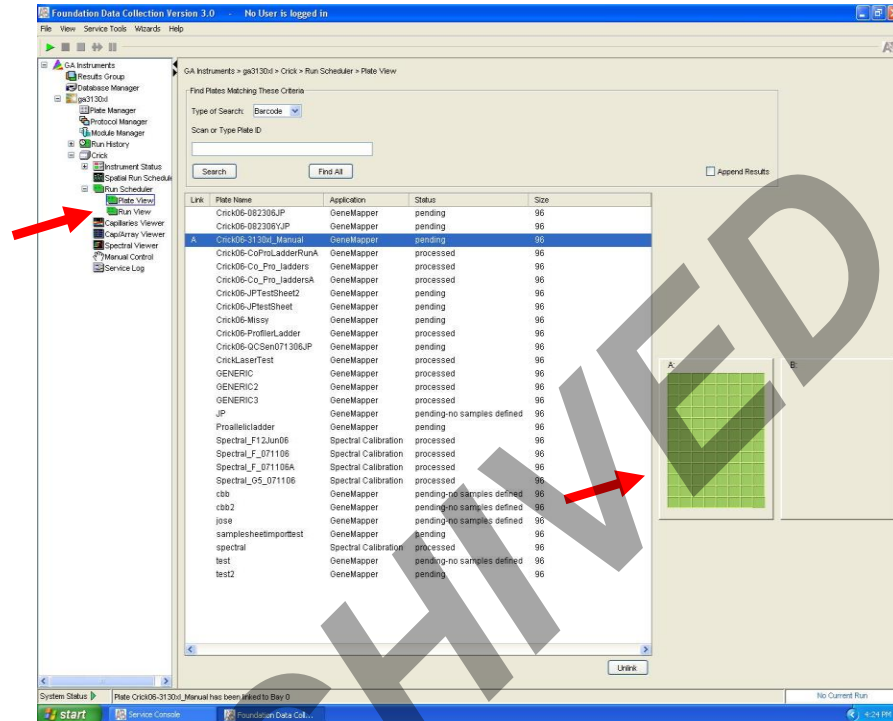 Foundation Data Collection Version 3.0 - No User is logged in
File View Service Tools Wizards Help
GA Instruments
Results Group
Database Manager
ga3130xl
Plate Manager
Protocol Manager
Module Manager
Run History
Crick
Instrument Status
Spatial Run Schedule
Run Scheduler
Plate View
Run View
Capillaries Viewer
Cap/Array Viewer
Spectral Viewer
Manual Control
Service Log
GA Instruments > ga3130xl > Crick > Run Scheduler > Plate View
Find Plates Matching These Criteria
Type of Search: Barcode
Scan or Type Plate ID
Search Find All Append Results
Link Plate Name Application Status Size
Crick06-082306JP GeneMapper pending 96
Crick06-082306YJP GeneMapper pending 96
A Crick06-3130xl_Manual GeneMapper pending 96
Crick06-CoProLadderRunA GeneMapper processed 96
Crick06-Co_Pro_ladders GeneMapper processed 96
Crick06-Co_Pro_laddersA GeneMapper processed 96
Crick06-JPTestSheet2 GeneMapper pending 96
Crick06-JPtestSheet GeneMapper pending 96
Crick06-Missy GeneMapper pending 96
Crick06-ProfilerLadder GeneMapper processed 96
Crick06-QCSen071306JP GeneMapper pending 96
CrickLaserTest GeneMapper processed 96
GENERIC GeneMapper processed 96
GENERIC2 GeneMapper processed 96
GENERIC3 GeneMapper processed 96
JP GeneMapper pending-no samples defined 96
Proallelicladder GeneMapper pending 96
Spectral_F12Jun06 Spectral Calibration processed 96
Spectral_F_071106 Spectral Calibration processed 96
Spectral_F_071106A Spectral Calibration processed 96
Spectral_G5_071106 Spectral Calibration processed 96
cbb GeneMapper pending-no samples defined 96
cbb2 GeneMapper pending-no samples defined 96
jose GeneMapper pending-no samples defined 96
samplesheetimporttest GeneMapper pending 96
spectral Spectral Calibration processed 96
test GeneMapper pending-no samples defined 96
test2 GeneMapper pending 96
A: B:
Unlink
System Status Plate Crick06-3130xl_Manual has been linked to Bay 0 No Current Run
start Service Console Foundation Data Col... 4:24 PM
CHIVED